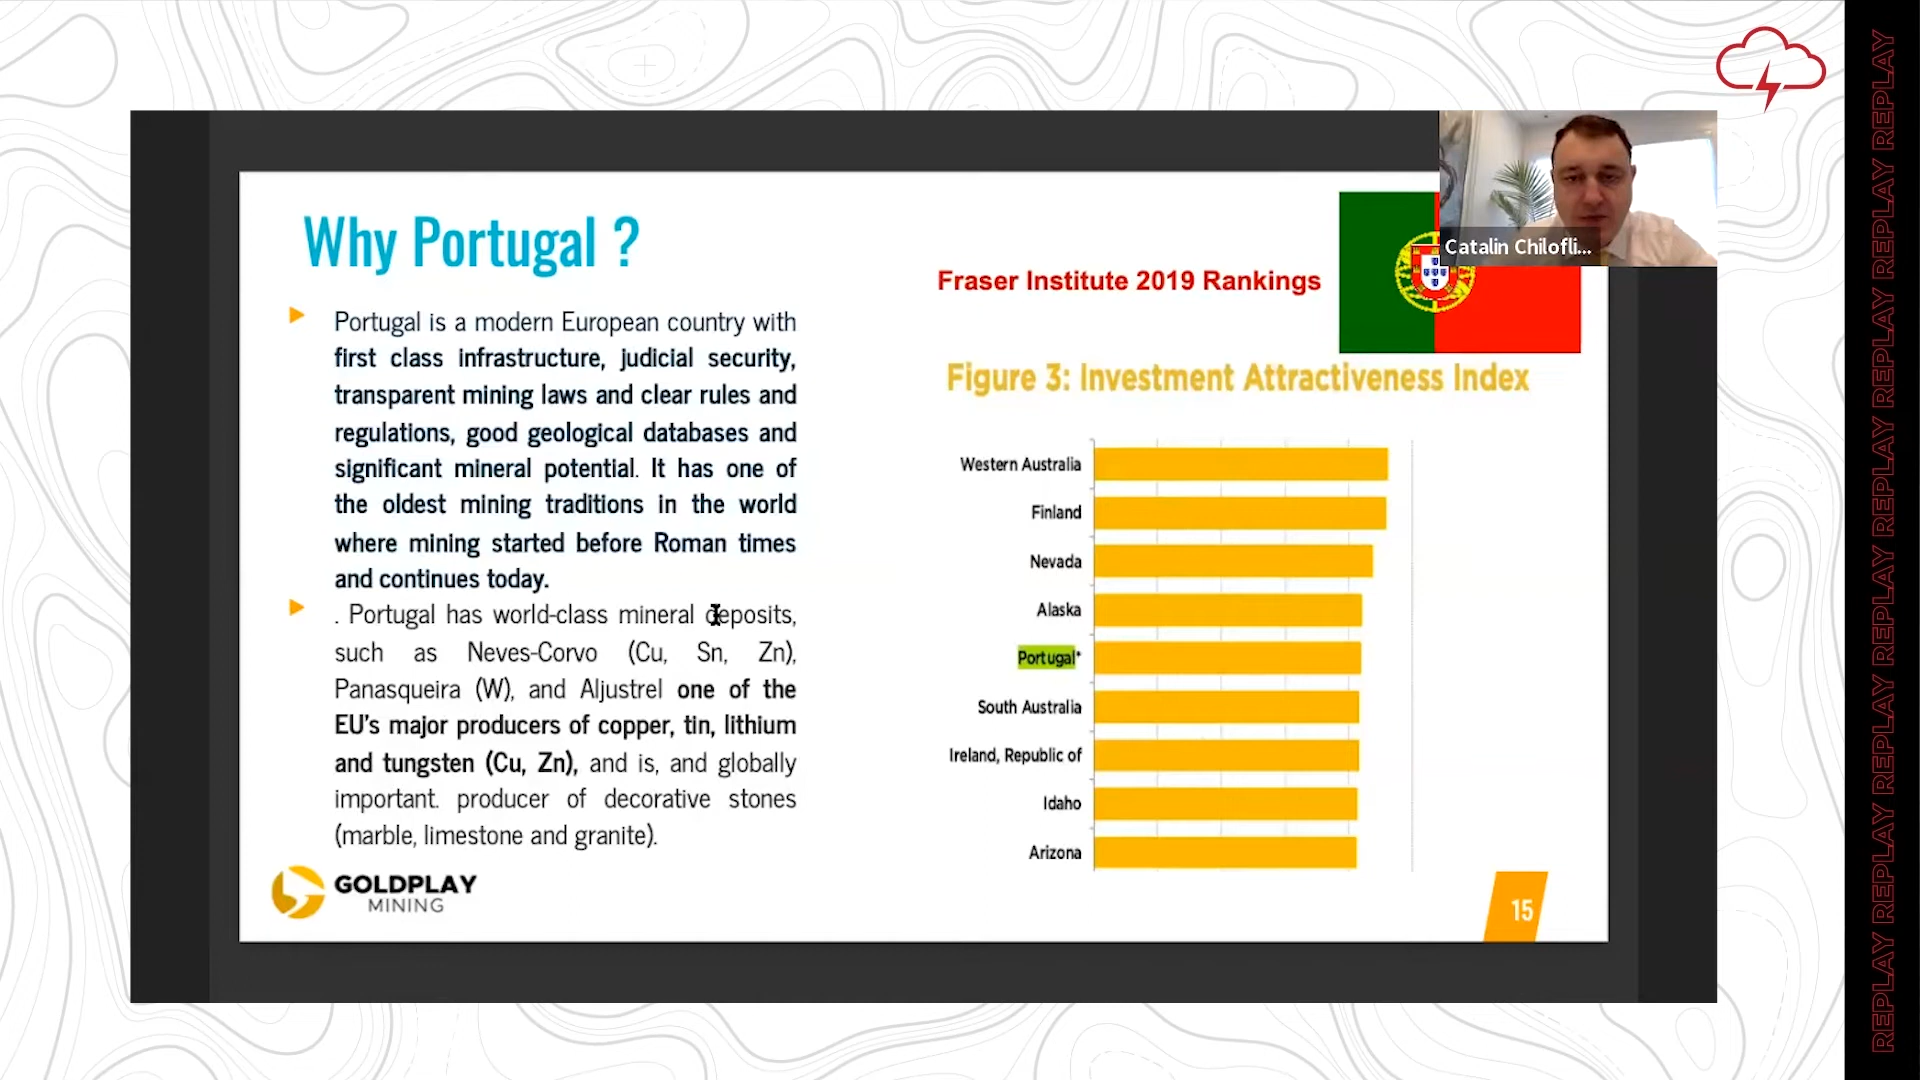 Why Portugal ?
Portugal is a modern European country with
first class infrastructure, judicial security,
transparent mining laws and clear rules and
regulations, good geological databases and
significant mineral potential. It has one of
the oldest mining traditions in the world
where mining started before Roman times
and continues today.
. Portugal has world-class mineral deposits,
such as Neves-Corvo (Cu, Sn, Zn),
Panasqueira (W), and Aljustrel one of the
EU's major producers of copper, tin, lithium
and tungsten (Cu, Zn), and is, and globally
important. producer of decorative stones
(marble, limestone and granite).
GOLDPLAY
MINING
Fraser Institute 2019 Rankings
Catalin Chilofli...
Figure 3: Investment Attractiveness Index
Western Australia
Finland
Nevada
Alaska
Portugal*
South Australia
Ireland, Republic of
Idaho
Arizona
15
REPLAY REPLAY REPLAY REPLAY REPLAY REPLAY REPLAY REPLAY REPLAY REPLAY REPLAY